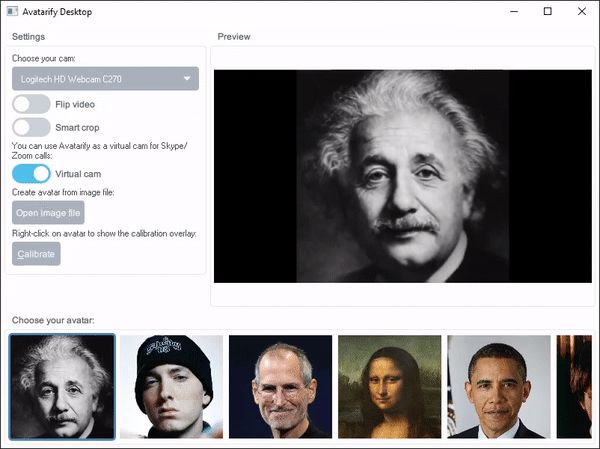 Avatarify Desktop
Settings
Preview
Choose your cam:
Logitech HD Webcam C270
Flip video
Smart crop
You can use Avatarify as a virtual cam for Skype/
Zoom calls:
Virtual cam
Create avatar from image file:
Open image file
Right-click on avatar to show the calibration overlay:
Calibrate
Choose your avatar: